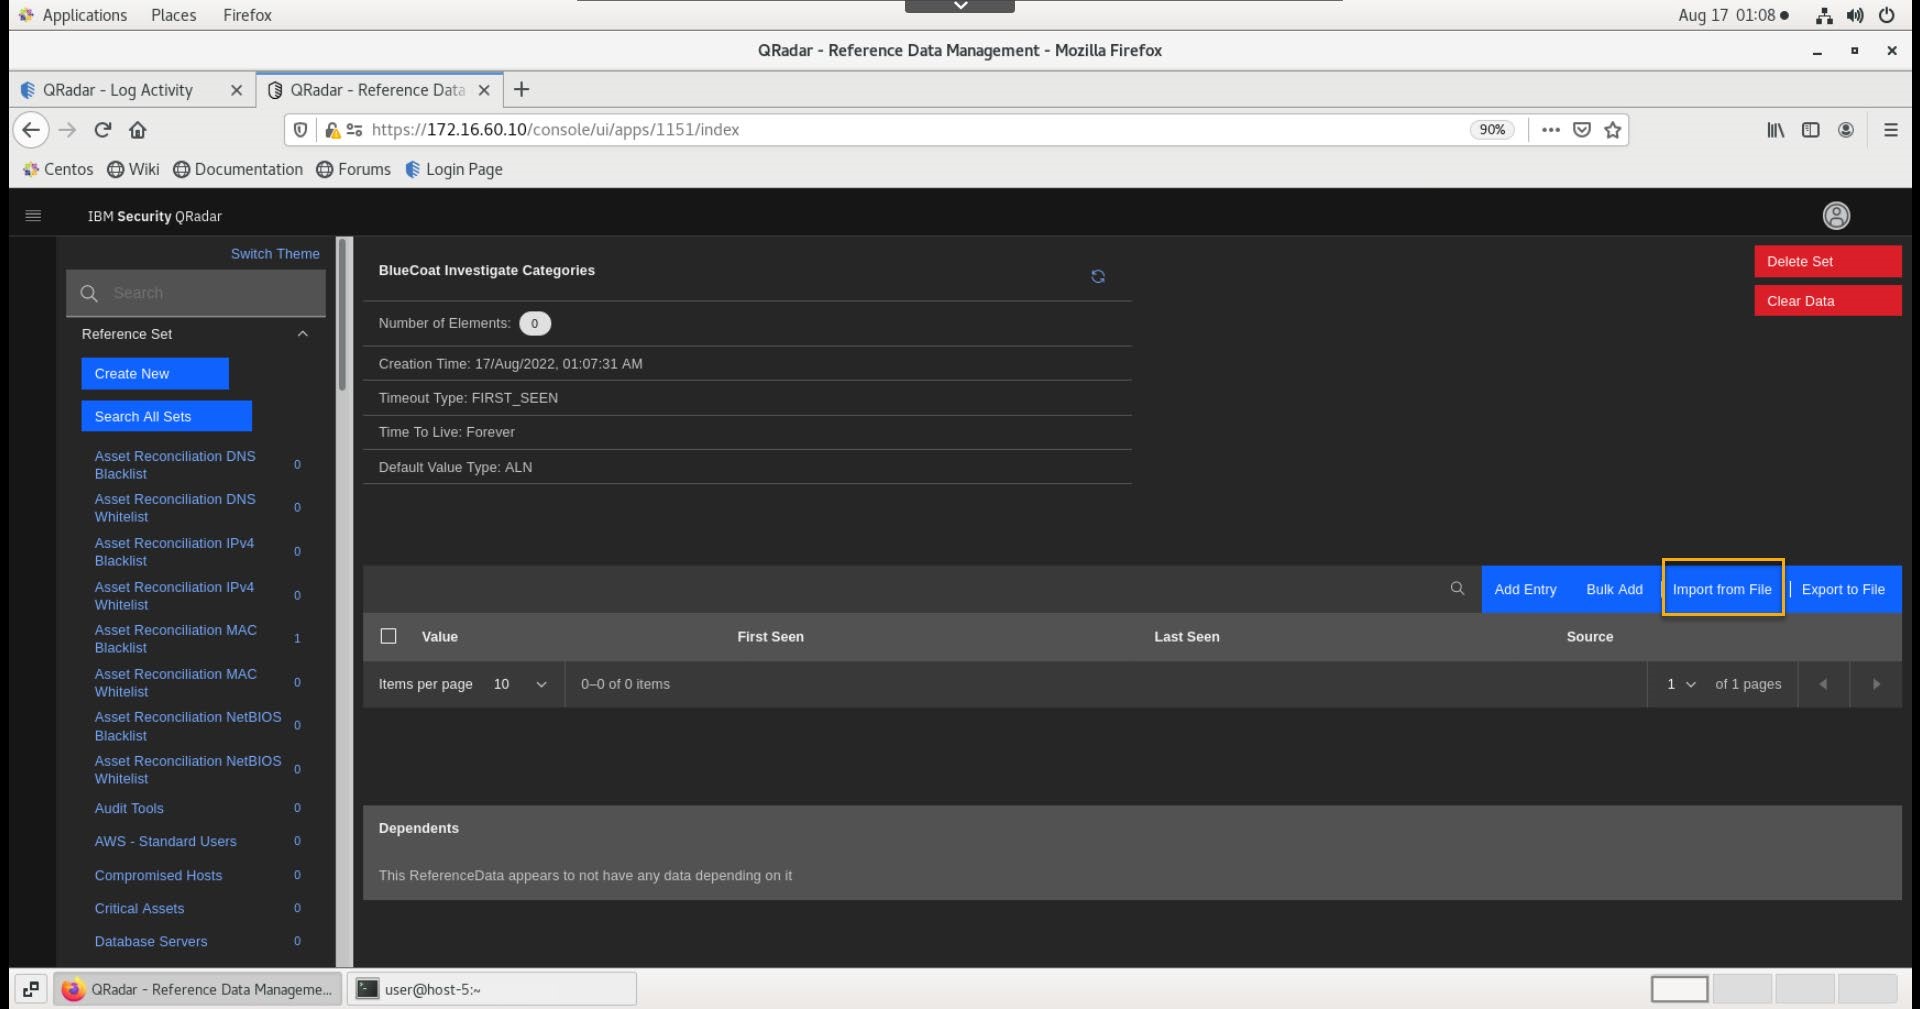 Applications Places Firefox Aug 17 01:08
QRadar - Reference Data Management - Mozilla Firefox
QRadar - Log Activity QRadar - Reference Data
https://172.16.60.10/console/ui/apps/1151/index 90%
Centos Wiki Documentation Forums Login Page
IBM Security QRadar
Switch Theme
Search
Reference Set
Create New
Search All Sets
Asset Reconciliation DNS
Blacklist 0
Asset Reconciliation DNS
Whitelist 0
Asset Reconciliation IPv4
Blacklist 0
Asset Reconciliation IPv4
Whitelist 0
Asset Reconciliation MAC
Blacklist 1
Asset Reconciliation MAC
Whitelist 0
Asset Reconciliation NetBIOS
Blacklist 0
Asset Reconciliation NetBIOS
Whitelist 0
Audit Tools 0
AWS - Standard Users 0
Compromised Hosts 0
Critical Assets 0
Database Servers 0
BlueCoat Investigate Categories
Number of Elements: 0
Creation Time: 17/Aug/2022, 01:07:31 AM
Timeout Type: FIRST_SEEN
Time To Live: Forever
Default Value Type: ALN
Delete Set
Clear Data
Add Entry Bulk Add | Import from File | Export to File
Value First Seen Last Seen Source
Items per page 10 0–0 of 0 items 1 of 1 pages
Dependents
This ReferenceData appears to not have any data depending on it
QRadar - Reference Data Manageme... user@host-5:~